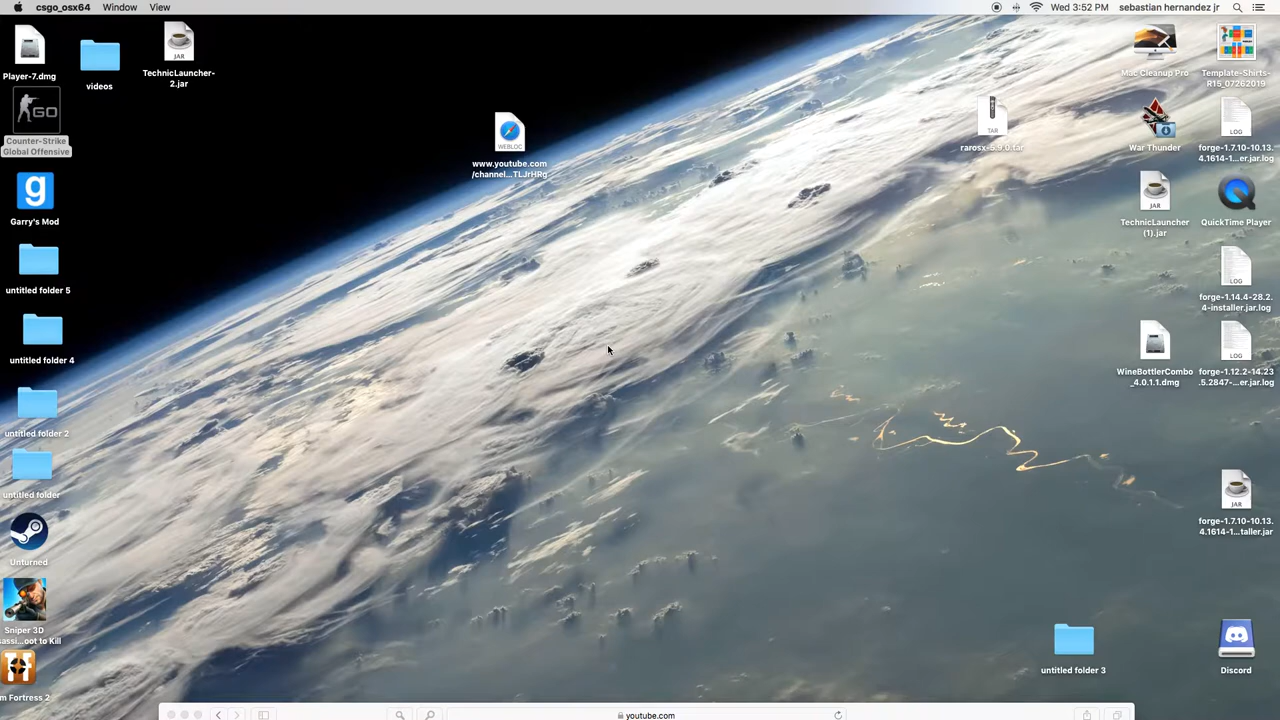 csgo_osx64 Window View
Wed 3:52 PM sebastian hernandez jr
Player-7.dmg
videos
JAR
TechnicLauncher-
2.jar
GO
Counter-Strike
Global Offensive
g
Garry's Mod
untitled folder 5
untitled folder 4
untitled folder 2
untitled folder
Unturned
Sniper 3D
assi...oot to Kill
m Fortress 2
WEBLOC
www.youtube.com
/channel...TLJrHRg
TAR
rarosx-5.9.0.tar
Mac Cleanup Pro
War Thunder
JAR
TechnicLauncher
(1).jar
WineBottlerCombo
_4.0.1.1.dmg
Template-Shirts-
R15_07262019
LOG
forge-1.7.10-10.13.
4.1614-1...er.jar.log
QuickTime Player
LOG
forge-1.14.4-28.2.
4-installer.jar.log
LOG
forge-1.12.2-14.23
.5.2847-...er.jar.log
JAR
forge-1.7.10-10.13.
4.1614-1...taller.jar
untitled folder 3
Discord
youtube.com